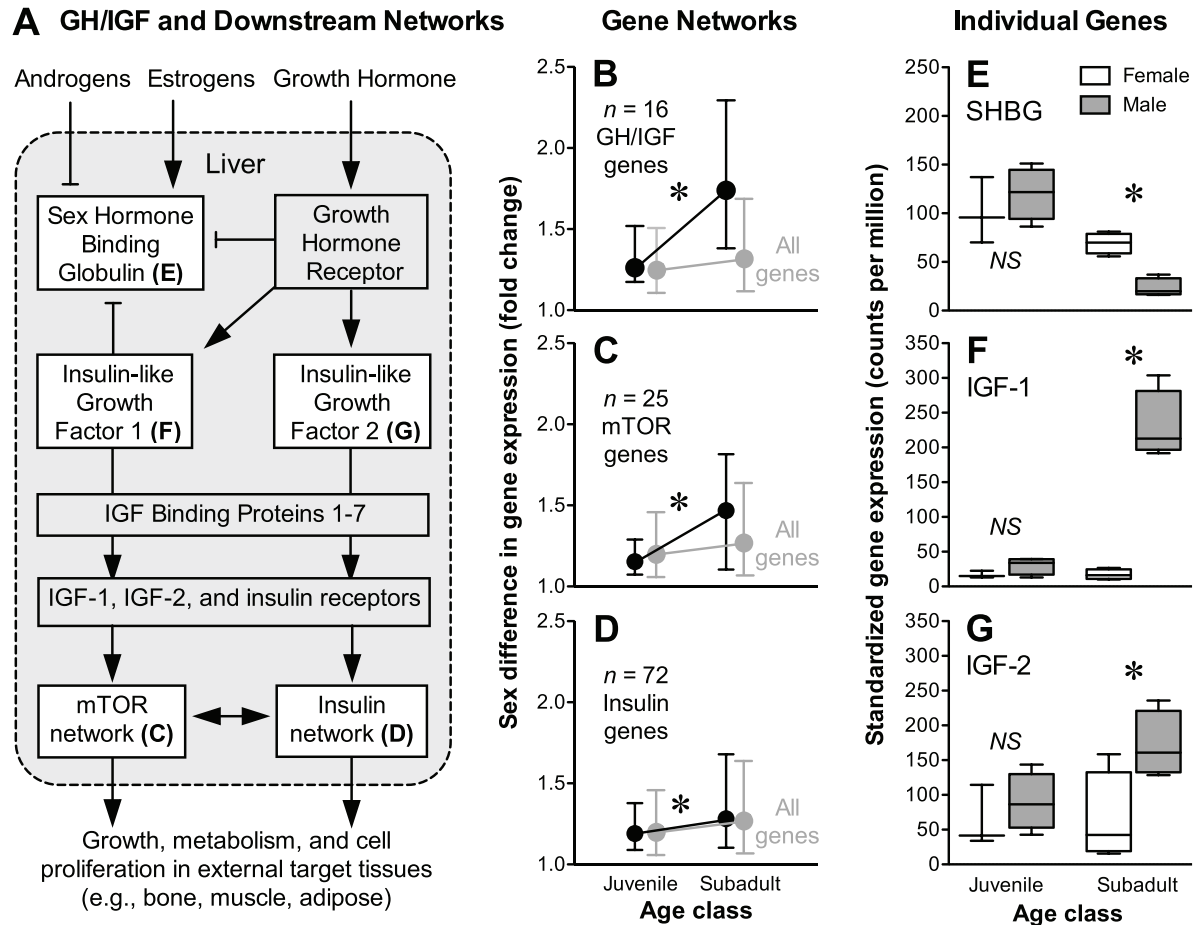 A GH/IGF and Downstream Networks
Androgens Estrogens Growth Hormone
Liver
Sex Hormone
Binding
Globulin (E)
Growth
Hormone
Receptor
Insulin-like
Growth
Factor 1 (F)
Insulin-like
Growth
Factor 2 (G)
IGF Binding Proteins 1-7
IGF-1, IGF-2, and insulin receptors
mTOR
network (C)
Insulin
network (D)
Growth, metabolism, and cell
proliferation in external target tissues
(e.g., bone, muscle, adipose)
Gene Networks
Sex difference in gene expression (fold change)
B
n = 16
GH/IGF
genes
*
All
genes
2.5
2.0
1.5
1.0
C
n = 25
mTOR
genes
*
All
genes
2.5
2.0
1.5
1.0
D
n = 72
Insulin
genes
*
All
genes
2.5
2.0
1.5
1.0
Juvenile Subadult
Age class
Individual Genes
Standardized gene expression (counts per million)
E
SHBG
Female
Male
NS
*
250
200
150
100
50
0
F
IGF-1
NS
*
350
300
250
200
150
100
50
0
G
IGF-2
NS
*
350
300
250
200
150
100
50
0
Juvenile Subadult
Age class